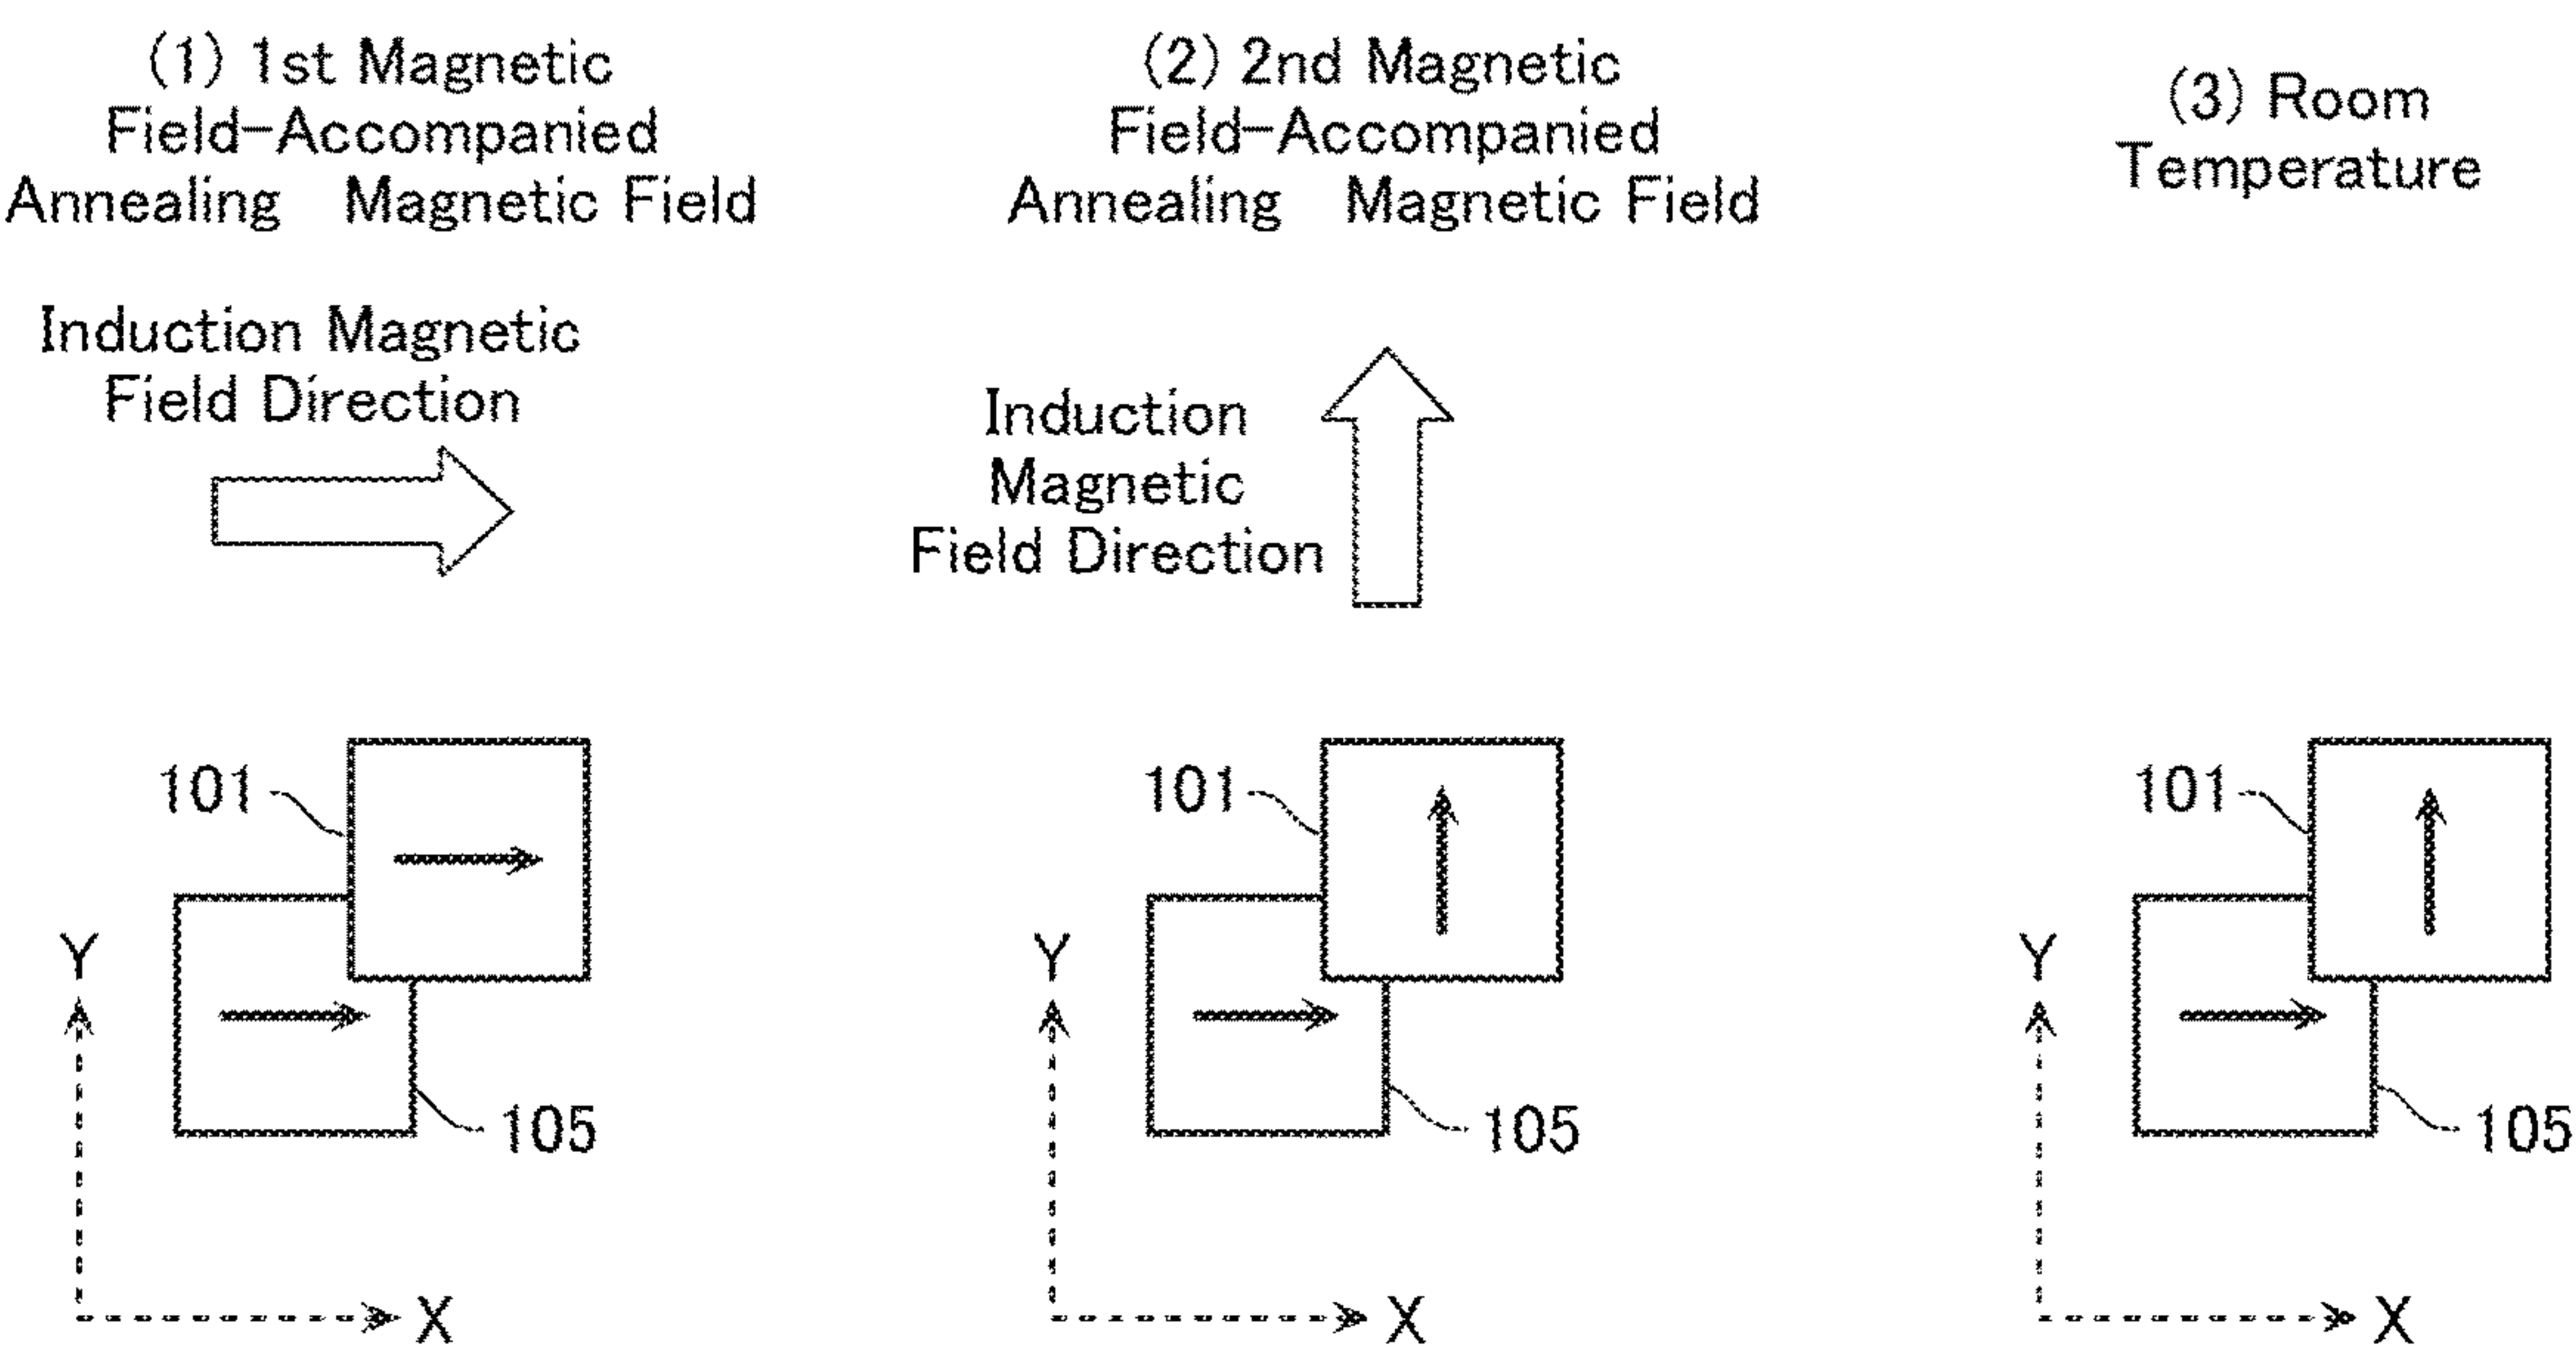 (1) 1st Magnetic
Field-Accompanied
Annealing Magnetic Field
Induction Magnetic
Field Direction
101
105
Y
X
(2) 2nd Magnetic
Field-Accompanied
Annealing Magnetic Field
Induction
Magnetic
Field Direction
101
105
Y
X
(3) Room
Temperature
101
105
Y
X